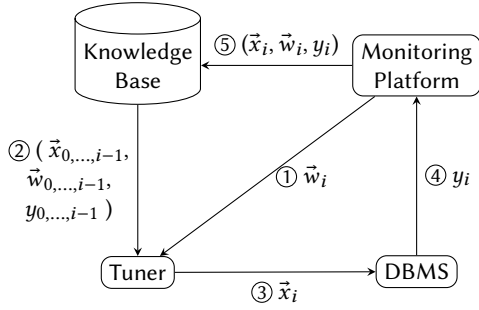 Knowledge
Base
⑤ (x⃗ᵢ, w⃗ᵢ, yᵢ)
Monitoring
Platform
② ( x⃗₀,...,ᵢ₋₁,
w⃗₀,...,ᵢ₋₁,
y₀,...,ᵢ₋₁ )
① w⃗ᵢ
④ yᵢ
Tuner
③ x⃗ᵢ
DBMS